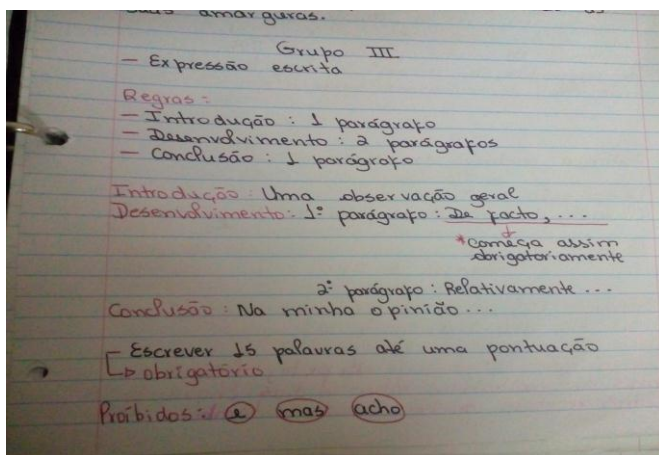 amarguras.
Grupo III
- Expressão escrita
Regras:
- Introdução: 1 parágrafo
- Desenvolvimento: 2 parágrafos
- Conclusão: 1 parágrafo
Introdução: Uma observação geral
Desenvolvimento: 1º parágrafo: De facto, ...
*começa assim
obrigatoriamente
2º parágrafo: Relativamente ...
Conclusão: Na minha opinião ...
- Escrever 15 palavras até uma pontuação
obrigatório
Proibidos: e mas acho